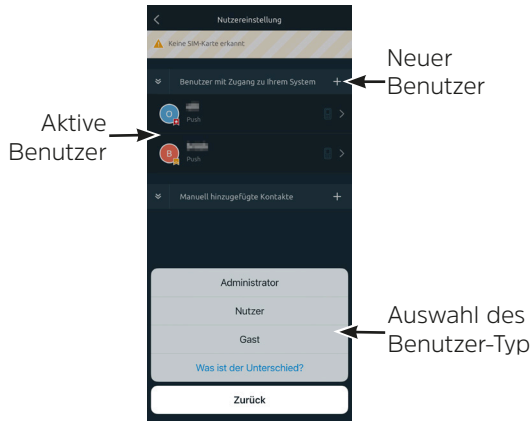 Nutzereinstellung
Keine SIM-Karte erkannt
Benutzer mit Zugang zu Ihrem System +
Neuer
Benutzer
O
Push
Aktive
Benutzer
B
Push
Manuell hinzugefügte Kontakte +
Administrator
Nutzer
Gast
Was ist der Unterschied?
Auswahl des
Benutzer-Typ
Zurück